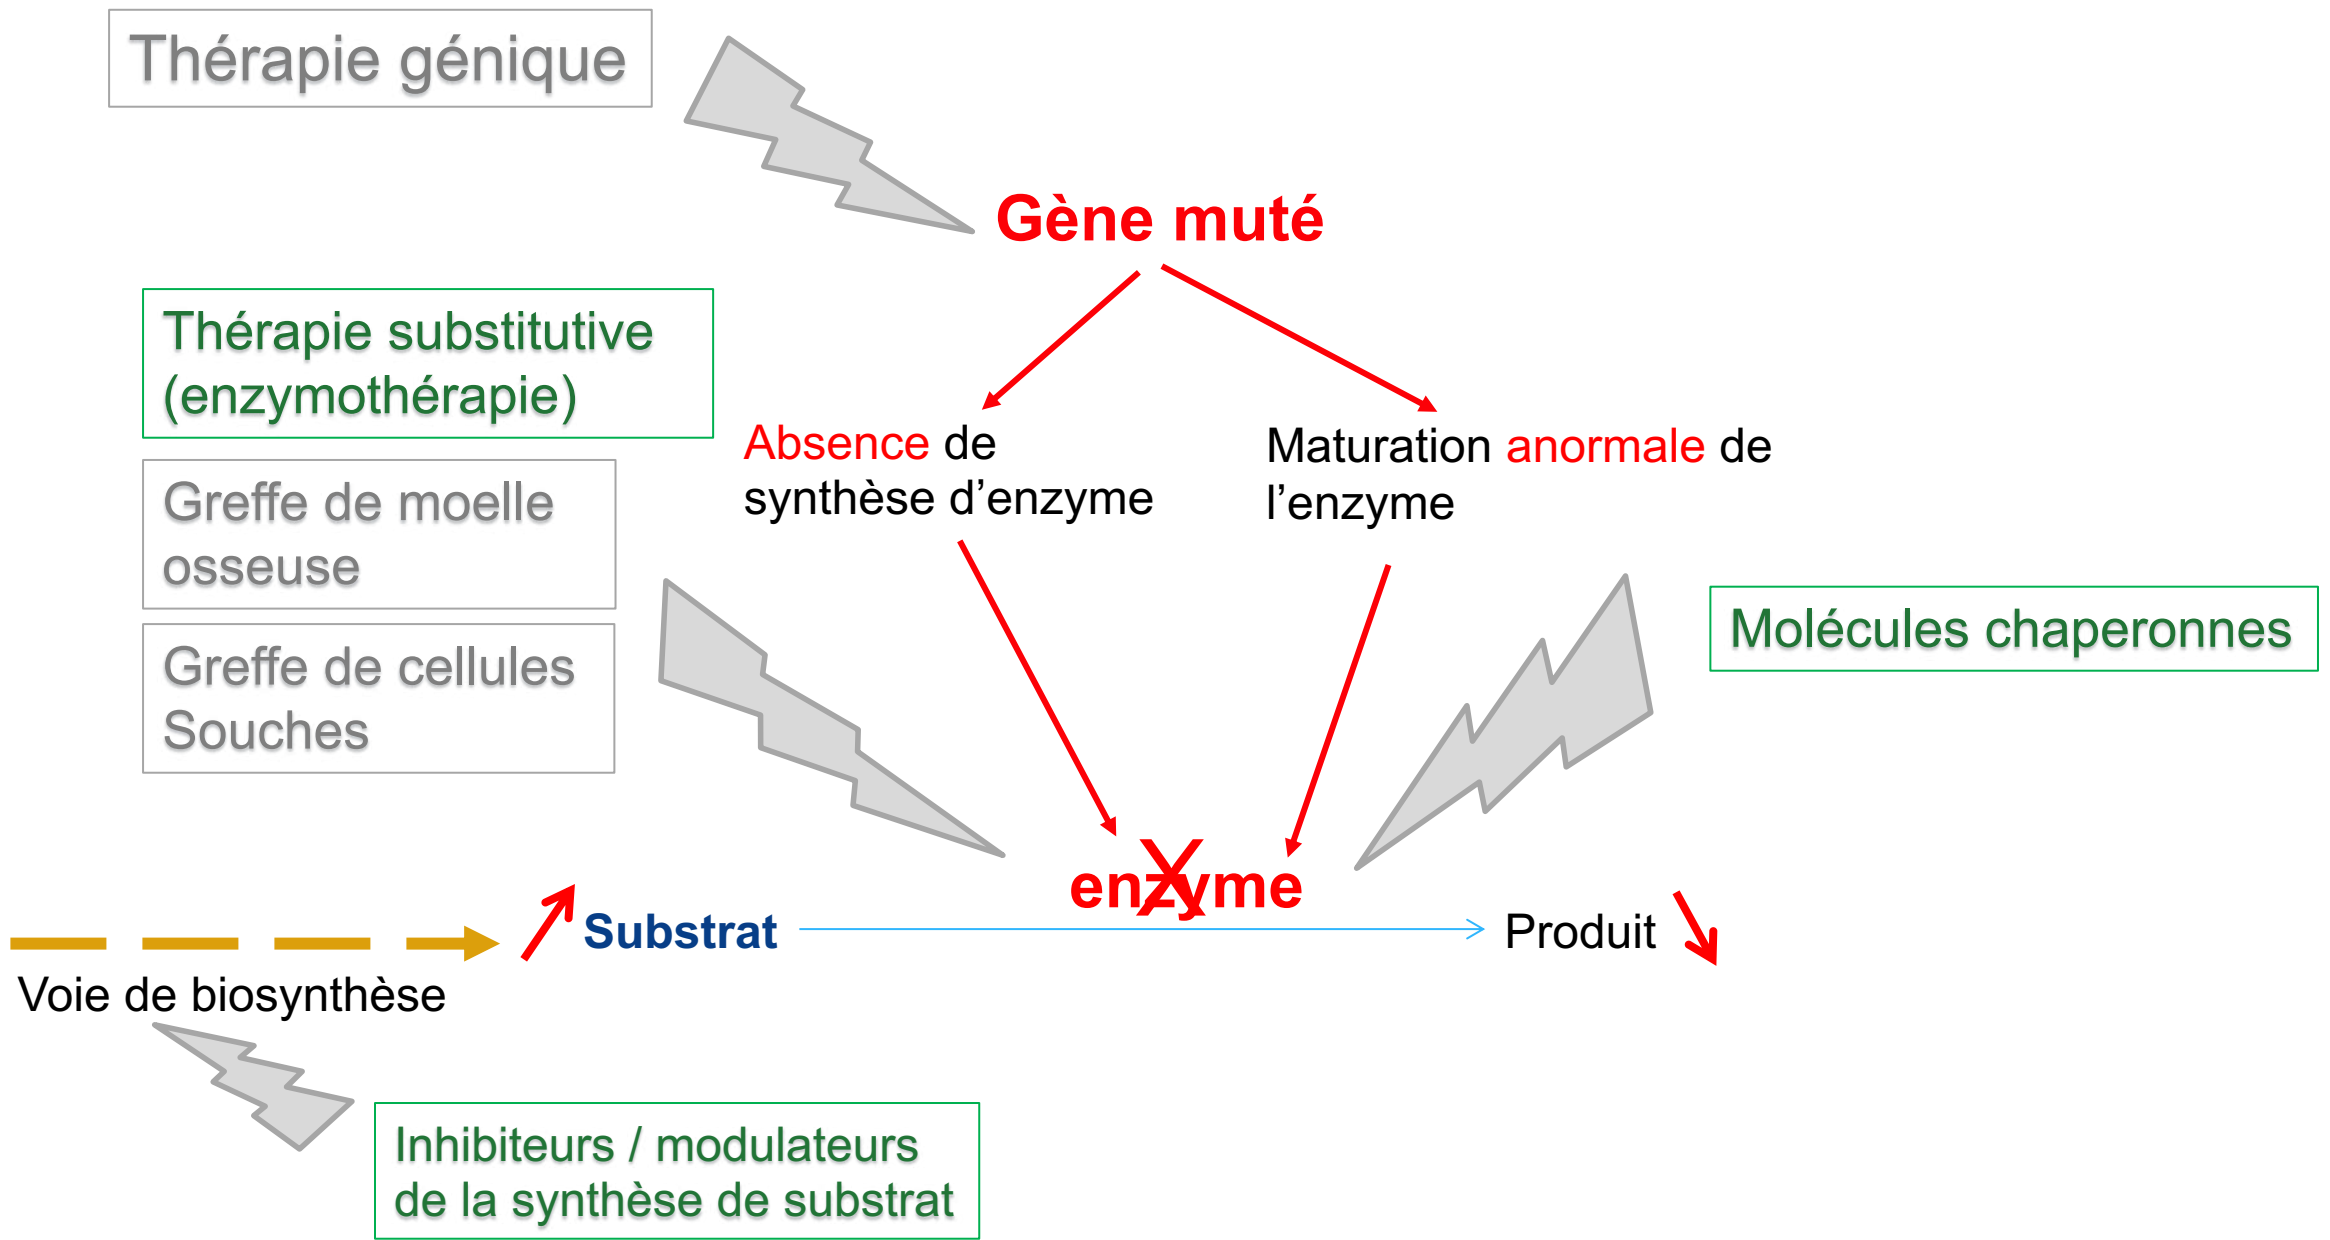 Thérapie génique
Gène muté
Thérapie substitutive
(enzymothérapie)
Absence de
synthèse d’enzyme
Maturation anormale de
l’enzyme
Greffe de moelle
osseuse
Greffe de cellules
Souches
Molécules chaperonnes
X
enzyme
Substrat
Produit
Voie de biosynthèse
Inhibiteurs / modulateurs
de la synthèse de substrat